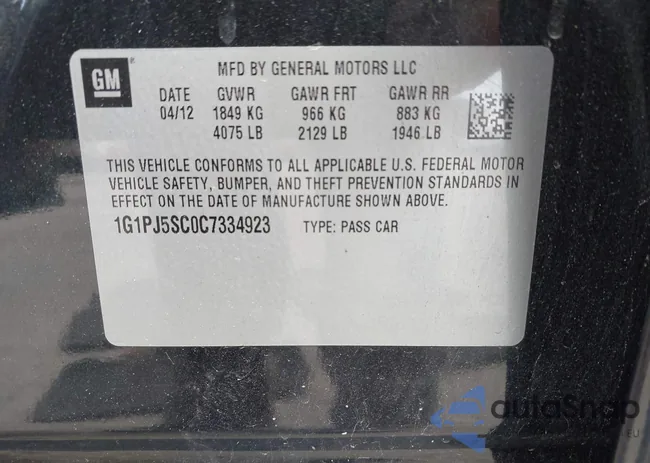 GM
MFD BY GENERAL MOTORS LLC
DATE GVWR GAWR FRT GAWR RR
04/12 1849 KG 966 KG 883 KG
4075 LB 2129 LB 1946 LB
THIS VEHICLE CONFORMS TO ALL APPLICABLE U.S. FEDERAL MOTOR
VEHICLE SAFETY, BUMPER, AND THEFT PREVENTION STANDARDS IN
EFFECT ON THE DATE OF MANUFACTURE SHOWN ABOVE.
1G1PJ5SC0C7334923 TYPE: PASS CAR
autoSnap
.EU